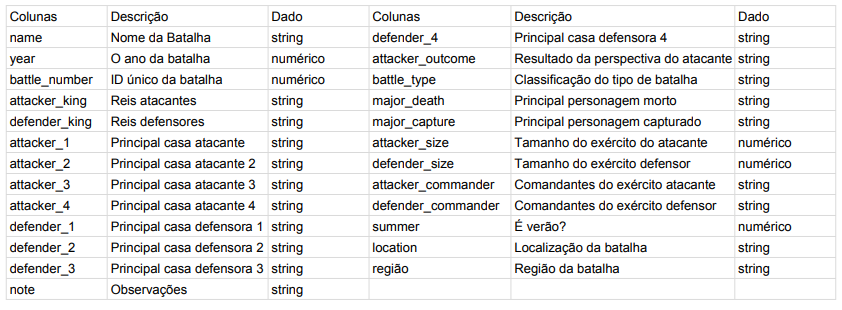 Colunas Descrição Dado Colunas Descrição Dado
name Nome da Batalha string defender_4 Principal casa defensora 4 string
year O ano da batalha numérico attacker_outcome Resultado da perspectiva do atacante string
battle_number ID único da batalha numérico battle_type Classificação do tipo de batalha string
attacker_king Reis atacantes string major_death Principal personagem morto string
defender_king Reis defensores string major_capture Principal personagem capturado string
attacker_1 Principal casa atacante string attacker_size Tamanho do exército do atacante numérico
attacker_2 Principal casa atacante 2 string defender_size Tamanho do exército defensor numérico
attacker_3 Principal casa atacante 3 string attacker_commander Comandantes do exército atacante string
attacker_4 Principal casa atacante 4 string defender_commander Comandantes do exército defensor string
defender_1 Principal casa defensora 1 string summer É verão? numérico
defender_2 Principal casa defensora 2 string location Localização da batalha string
defender_3 Principal casa defensora 3 string região Região da batalha string
note Observações string